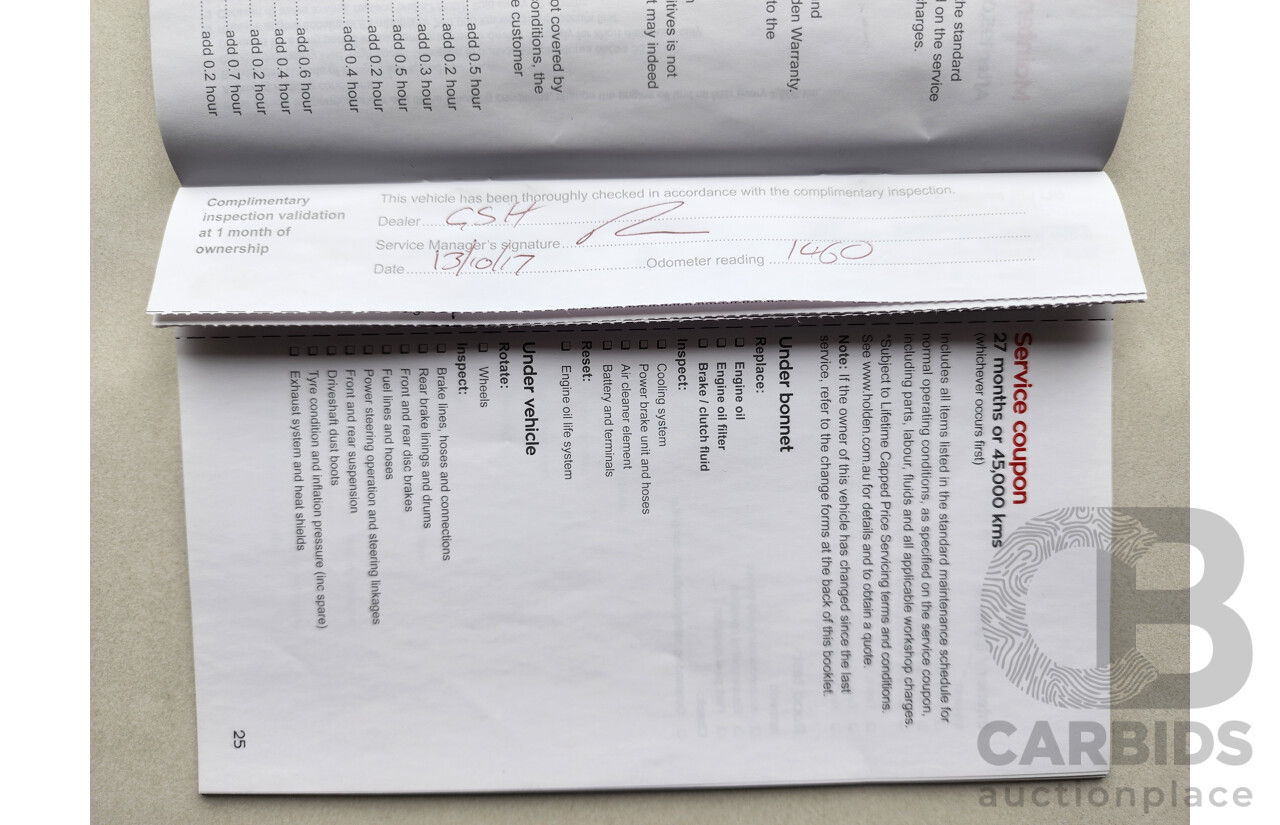 he standard
l on the service
harges.
nd
den Warranty.
to the
n
itives is not
t may indeed
ot covered by
onditions, the
e customer
......add 0.5 hour
......add 0.2 hour
......add 0.3 hour
......add 0.5 hour
......add 0.2 hour
......add 0.4 hour
......add 0.6 hour
......add 0.4 hour
......add 0.2 hour
......add 0.7 hour
......add 0.2 hour
Complimentary
inspection validation
at 1 month of
ownership
This vehicle has been thoroughly checked in accordance with the complimentary inspection.
Dealer GSH
Service Manager's signature
Date 13/10/17 Odometer reading 1460
Service coupon
27 months or 45,000 kms
(whichever occurs first)
Includes all items listed in the standard maintenance schedule for
normal operating conditions, as specified on the service coupon,
including parts, labour, fluids and all applicable workshop charges.
*Subject to Lifetime Capped Price Servicing terms and conditions.
See www.holden.com.au for details and to obtain a quote.
Note: If the owner of this vehicle has changed since the last
service, refer to the change forms at the back of this booklet.
Under bonnet
Replace:
❑ Engine oil
❑ Engine oil filter
❑ Brake / clutch fluid
Inspect:
❑ Cooling system
❑ Power brake unit and hoses
❑ Air cleaner element
❑ Battery and terminals
Reset:
❑ Engine oil life system
Under vehicle
Rotate:
❑ Wheels
Inspect:
❑ Brake lines, hoses and connections
❑ Rear brake linings and drums
❑ Front and rear disc brakes
❑ Fuel lines and hoses
❑ Power steering operation and steering linkages
❑ Front and rear suspension
❑ Driveshaft dust boots
❑ Tyre condition and inflation pressure (inc spare)
❑ Exhaust system and heat shields
25
CARBIDS
auctionplace